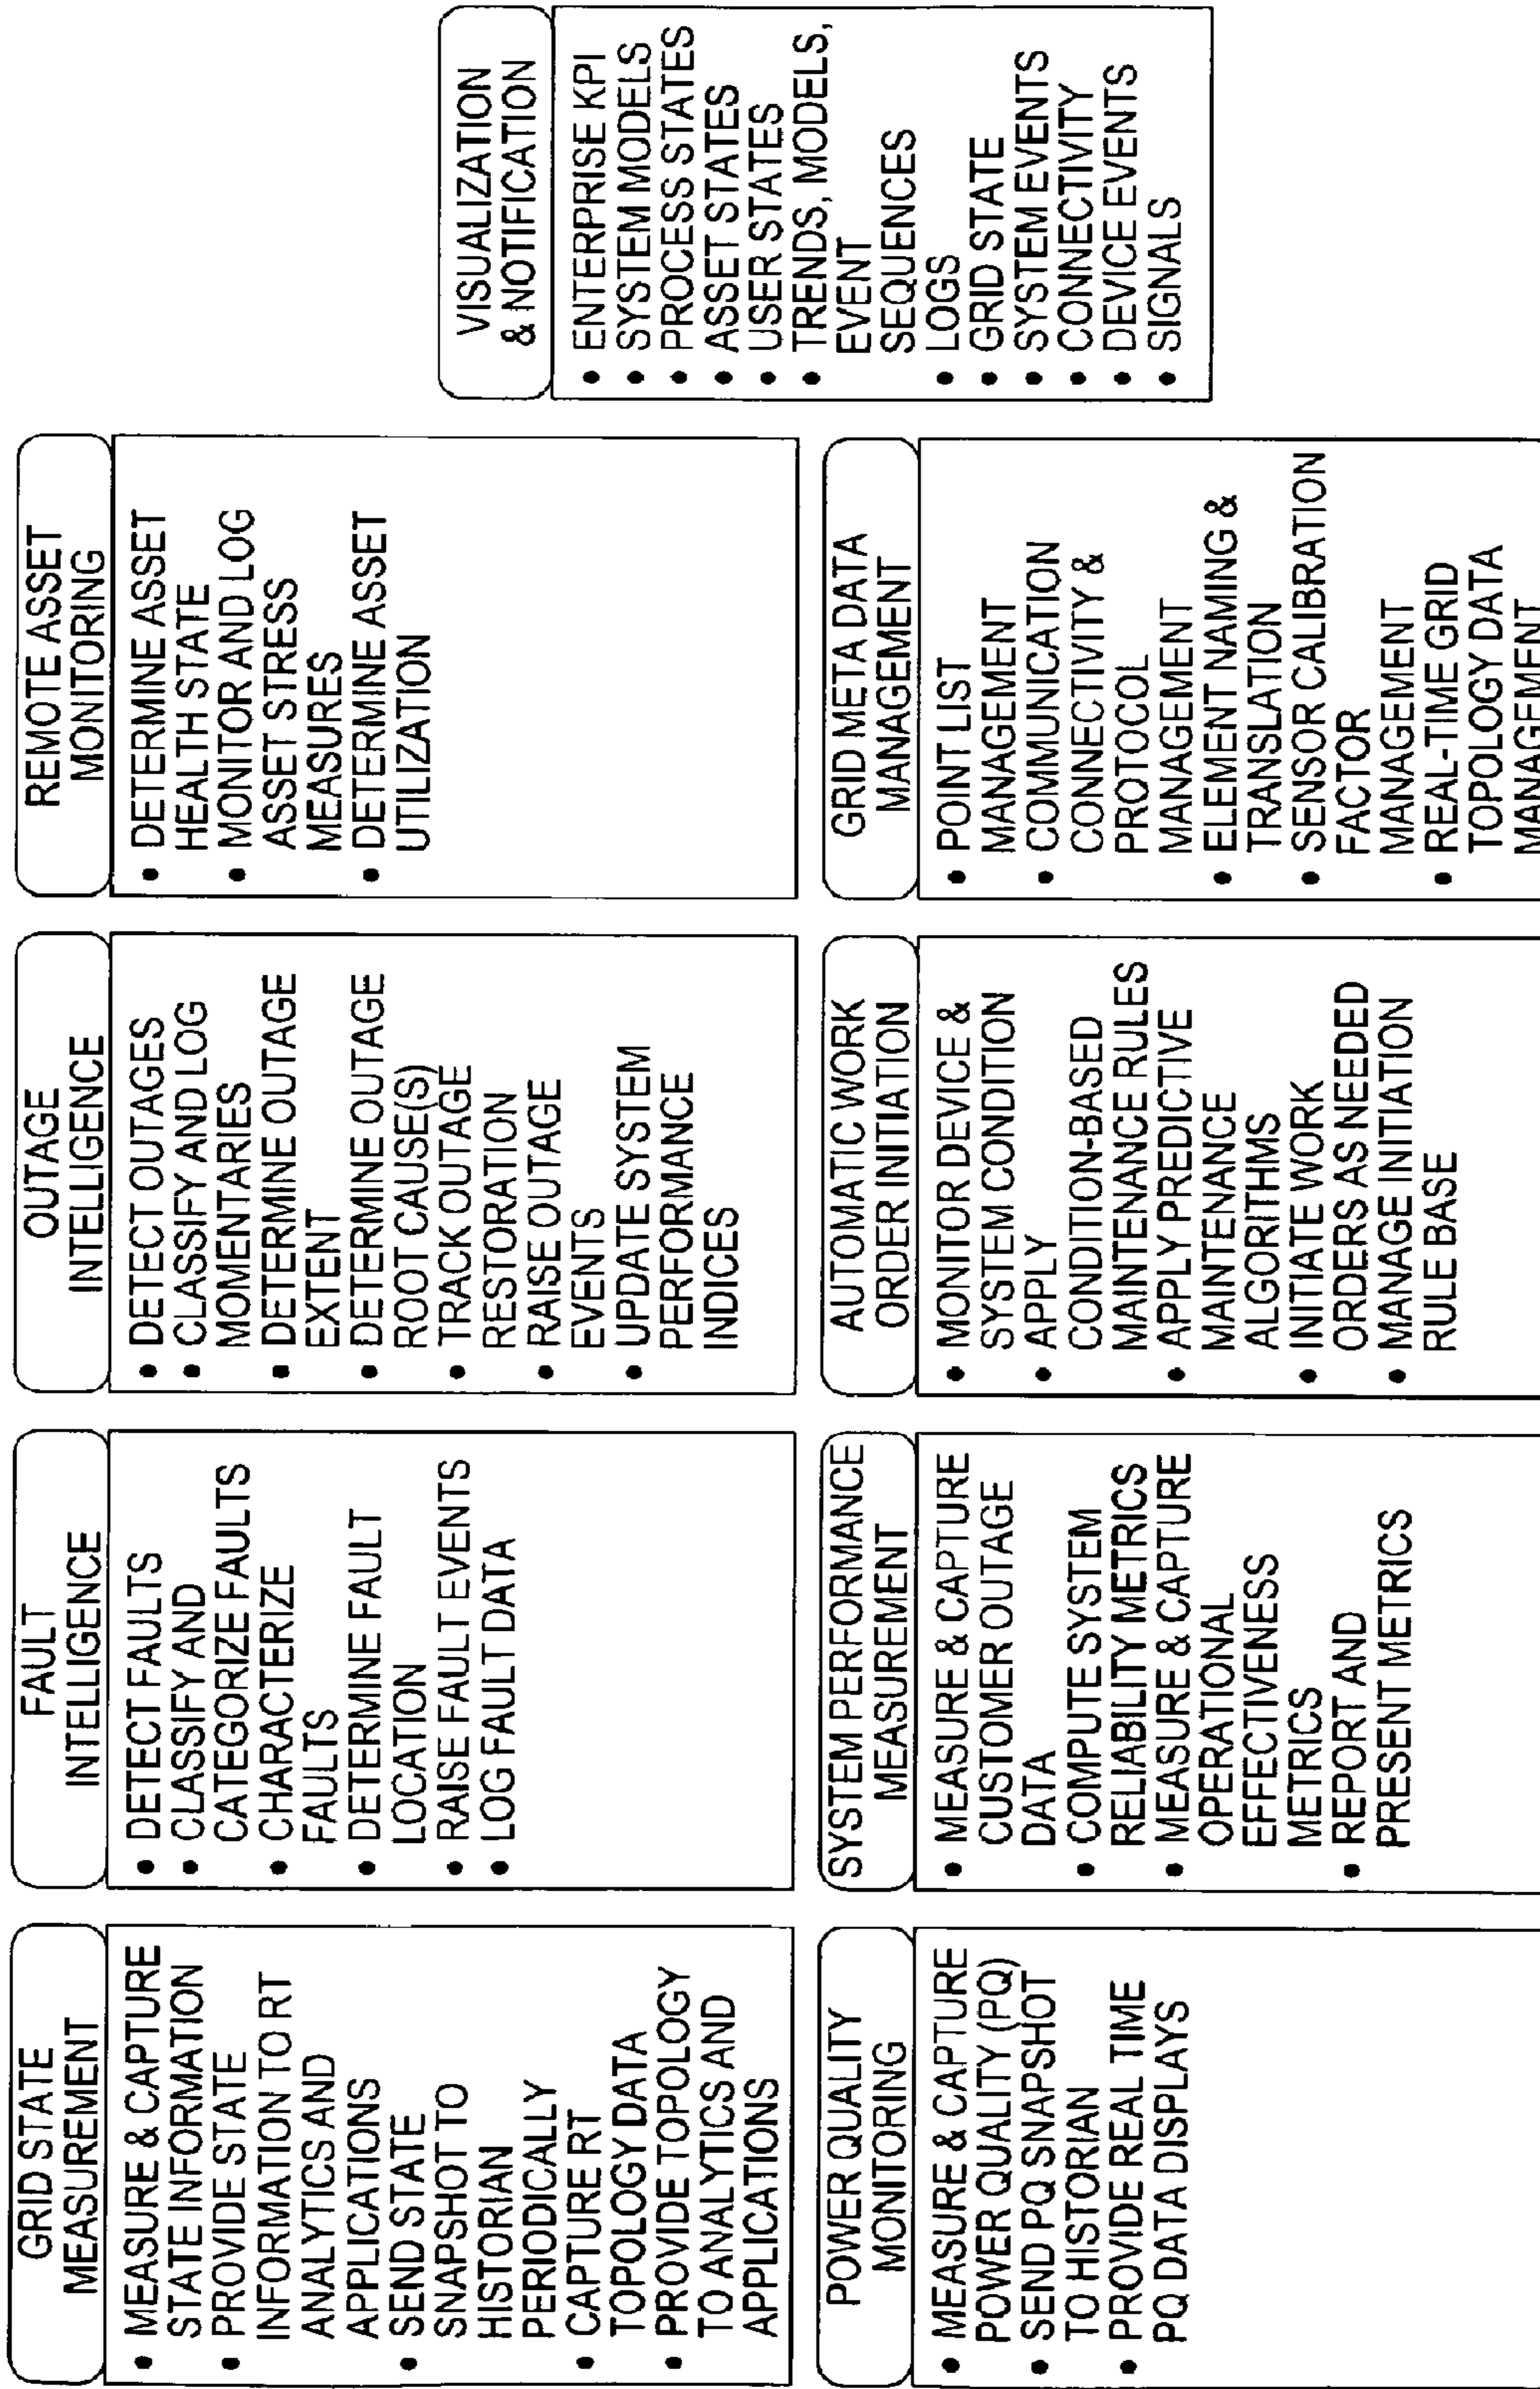 GRID STATE
MEASUREMENT
• MEASURE & CAPTURE
STATE INFORMATION
• PROVIDE STATE
INFORMATION TO RT
ANALYTICS AND
APPLICATIONS
• SEND STATE
SNAPSHOT TO
HISTORIAN
PERIODICALLY
• CAPTURE RT
TOPOLOGY DATA
• PROVIDE TOPOLOGY
TO ANALYTICS AND
APPLICATIONS
FAULT
INTELLIGENCE
• DETECT FAULTS
• CLASSIFY AND
CATEGORIZE FAULTS
• CHARACTERIZE
FAULTS
• DETERMINE FAULT
LOCATION
• RAISE FAULT EVENTS
• LOG FAULT DATA
OUTAGE
INTELLIGENCE
• DETECT OUTAGES
• CLASSIFY AND LOG
MOMENTARIES
• DETERMINE OUTAGE
EXTENT
• DETERMINE OUTAGE
ROOT CAUSE(S)
• TRACK OUTAGE
RESTORATION
• RAISE OUTAGE
EVENTS
• UPDATE SYSTEM
PERFORMANCE
INDICES
REMOTE ASSET
MONITORING
• DETERMINE ASSET
HEALTH STATE
• MONITOR AND LOG
ASSET STRESS
MEASURES
• DETERMINE ASSET
UTILIZATION
POWER QUALITY
MONITORING
• MEASURE & CAPTURE
POWER QUALITY (PQ)
• SEND PQ SNAPSHOT
TO HISTORIAN
• PROVIDE REAL TIME
PQ DATA DISPLAYS
SYSTEM PERFORMANCE
MEASUREMENT
• MEASURE & CAPTURE
CUSTOMER OUTAGE
DATA
• COMPUTE SYSTEM
RELIABILITY METRICS
• MEASURE & CAPTURE
OPERATIONAL
EFFECTIVENESS
METRICS
• REPORT AND
PRESENT METRICS
AUTOMATIC WORK
ORDER INITIATION
• MONITOR DEVICE &
SYSTEM CONDITION
• APPLY
CONDITION-BASED
MAINTENANCE RULES
• APPLY PREDICTIVE
MAINTENANCE
ALGORITHMS
• INITIATE WORK
ORDERS AS NEEDED
• MANAGE INITIATION
RULE BASE
GRID META DATA
MANAGEMENT
• POINT LIST
MANAGEMENT
• COMMUNICATION
CONNECTIVITY &
PROTOCOL
MANAGEMENT
• ELEMENT NAMING &
TRANSLATION
• SENSOR CALIBRATION
FACTOR
MANAGEMENT
• REAL-TIME GRID
TOPOLOGY DATA
MANAGEMENT
VISUALIZATION
& NOTIFICATION
• ENTERPRISE KPI
• SYSTEM MODELS
• PROCESS STATES
• ASSET STATES
• USER STATES
• TRENDS, MODELS,
EVENT
SEQUENCES
• LOGS
• GRID STATE
• SYSTEM EVENTS
• CONNECTIVITY
• DEVICE EVENTS
• SIGNALS